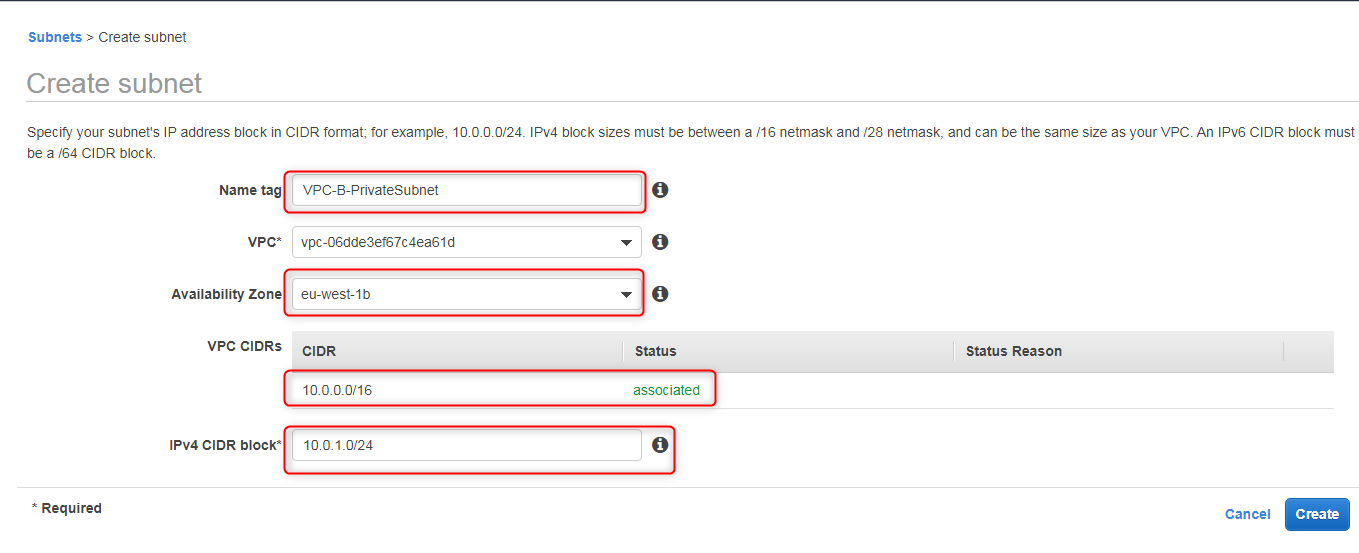 Subnets > Create subnet
Create subnet
Specify your subnet's IP address block in CIDR format; for example, 10.0.0.0/24. IPv4 block sizes must be between a /16 netmask and /28 netmask, and can be the same size as your VPC. An IPv6 CIDR block must
be a /64 CIDR block.
Name tag VPC-B-PrivateSubnet
VPC* vpc-06dde3ef67c4ea61d
Availability Zone eu-west-1b
VPC CIDRs CIDR Status Status Reason
10.0.0.0/16 associated
IPv4 CIDR block* 10.0.1.0/24
* Required
Cancel Create